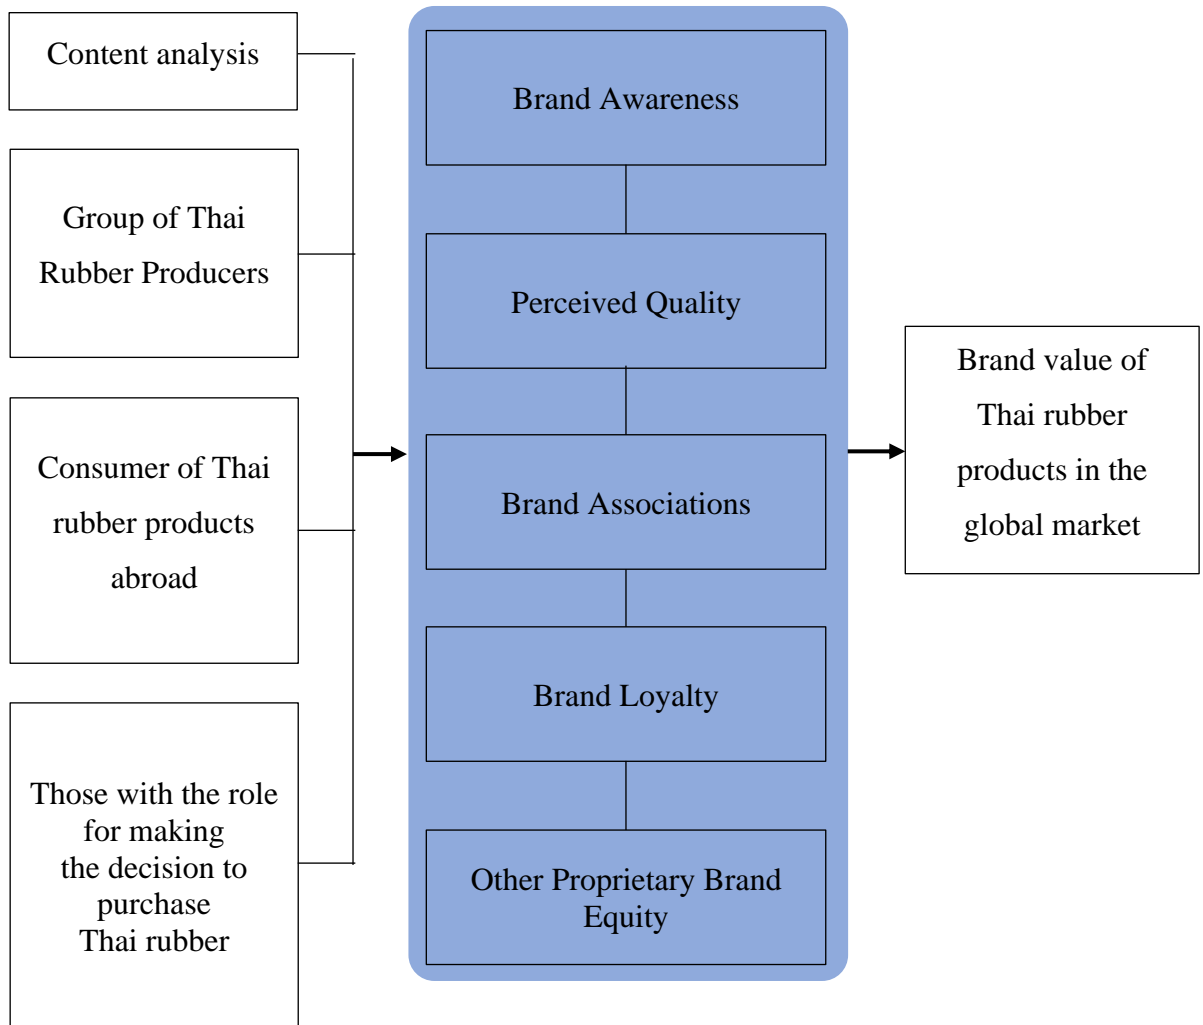 Content analysis
Group of Thai
Rubber Producers
Consumer of Thai
rubber products
abroad
Those with the role
for making
the decision to
purchase
Thai rubber
Brand Awareness
Perceived Quality
Brand Associations
Brand Loyalty
Other Proprietary Brand
Equity
Brand value of
Thai rubber
products in the
global market